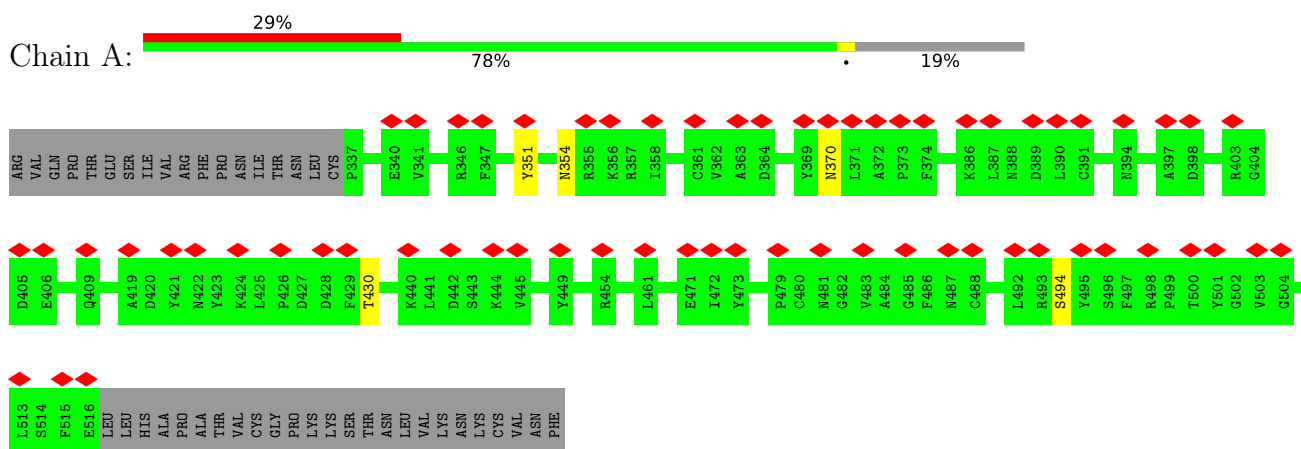 29%
Chain A:
78% • 19%
ARG VAL GLN PRO THR GLU SER ILE VAL ARG PHE PRO ASN ILE THR ASN LEU CYS P337 E340 V341 R346 F347 Y351 N354 R355 K356 R357 I358 C361 V362 A363 D364 Y369 N370 L371 A372 P373 F374 K386 L387 N388 D389 L390 C391 N394 A397 D398 R403 G404
D405 E406 Q409 A419 D420 Y421 N422 Y423 K424 L425 P426 D427 D428 F429 T430 K440 L441 D442 S443 K444 V445 Y449 R454 L461 E471 I472 Y473 P479 C480 N481 G482 V483 A484 G485 F486 N487 C488 L492 R493 S494 Y495 S496 F497 R498 P499 T500 Y501 G502 V503 G504
L513 S514 F515 E516 LEU LEU HIS ALA PRO ALA THR VAL CYS GLY PRO LYS LYS SER THR ASN LEU VAL LYS ASN LYS CYS VAL ASN PHE